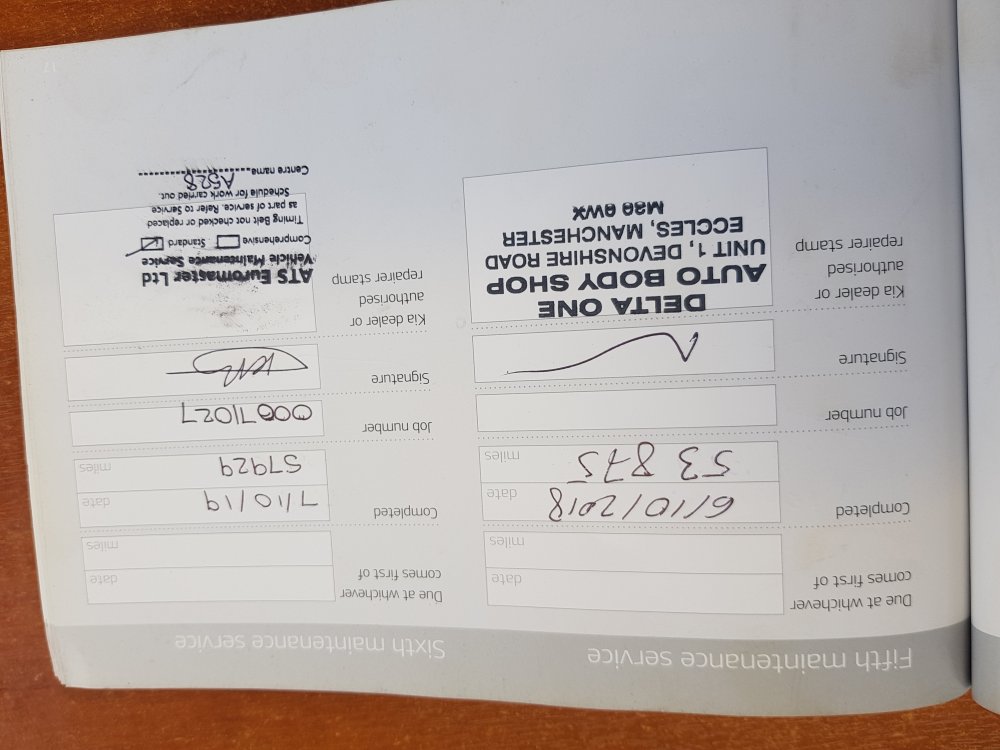 Fifth maintenance service
Due at whichever
comes first of
date
miles
Completed
6/10/2018
date
53 875
miles
Job number
Signature
Kia dealer or
authorised
repairer stamp
DELTA ONE
AUTO BODY SHOP
UNIT 1, DEVONSHIRE ROAD
ECCLES, MANCHESTER
M30 0WX
Sixth maintenance service
Due at whichever
comes first of
date
miles
Completed
7/10/19
date
57929
miles
Job number
00671027
Signature
Kia dealer or
authorised
repairer stamp
ATS Euromaster Ltd
Vehicle Maintenance Service
Comprehensive Standard
Timing Belt not checked or replaced
as part of service. Refer to Service
Schedule for work carried out.
Centre name A528